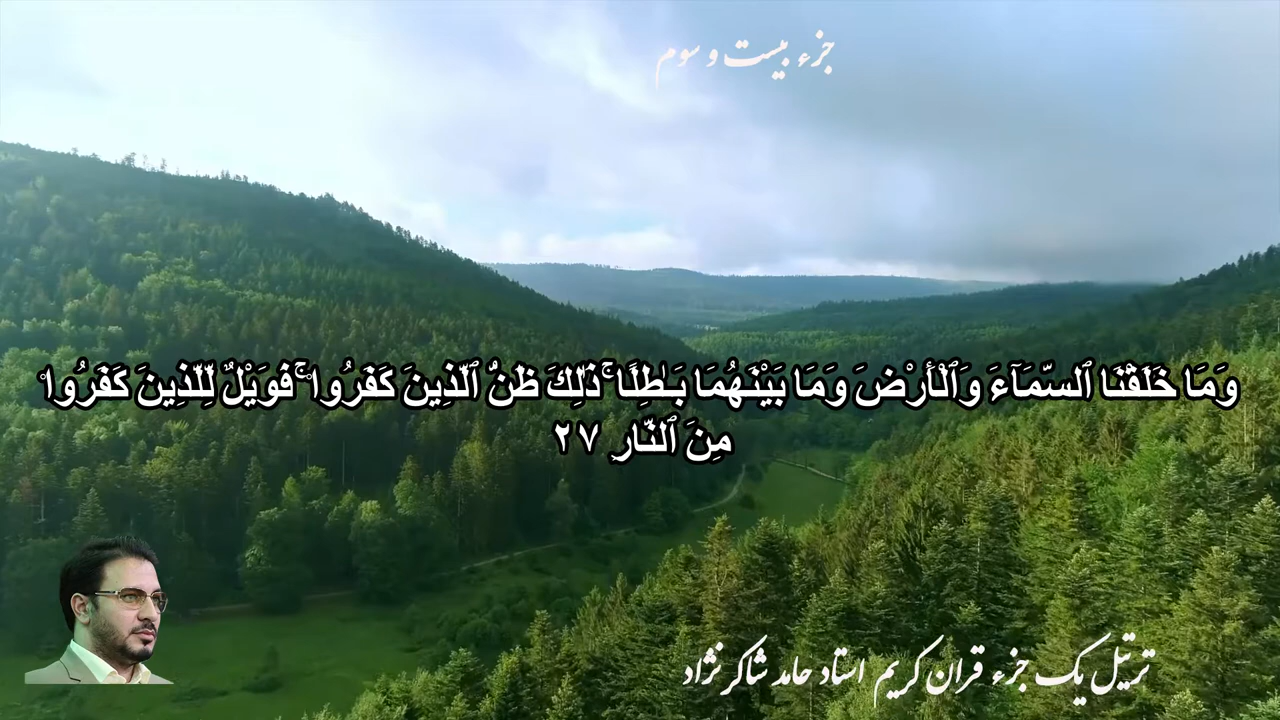 جزء بیست و سوم
وَمَا خَلَقْنَا ٱلسَّمَآءَ وَٱلْأَرْضَ وَمَا بَيْنَهُمَا بَـٰطِلًا ۚ ذَٰلِكَ ظَنُّ ٱلَّذِينَ كَفَرُوا۟ ۚ فَوَيْلٌ لِّلَّذِينَ كَفَرُوا۟
مِنَ ٱلنَّارِ ٢٧
ترتیل یک جزء قران کریم استاد حامد شاکرنژاد